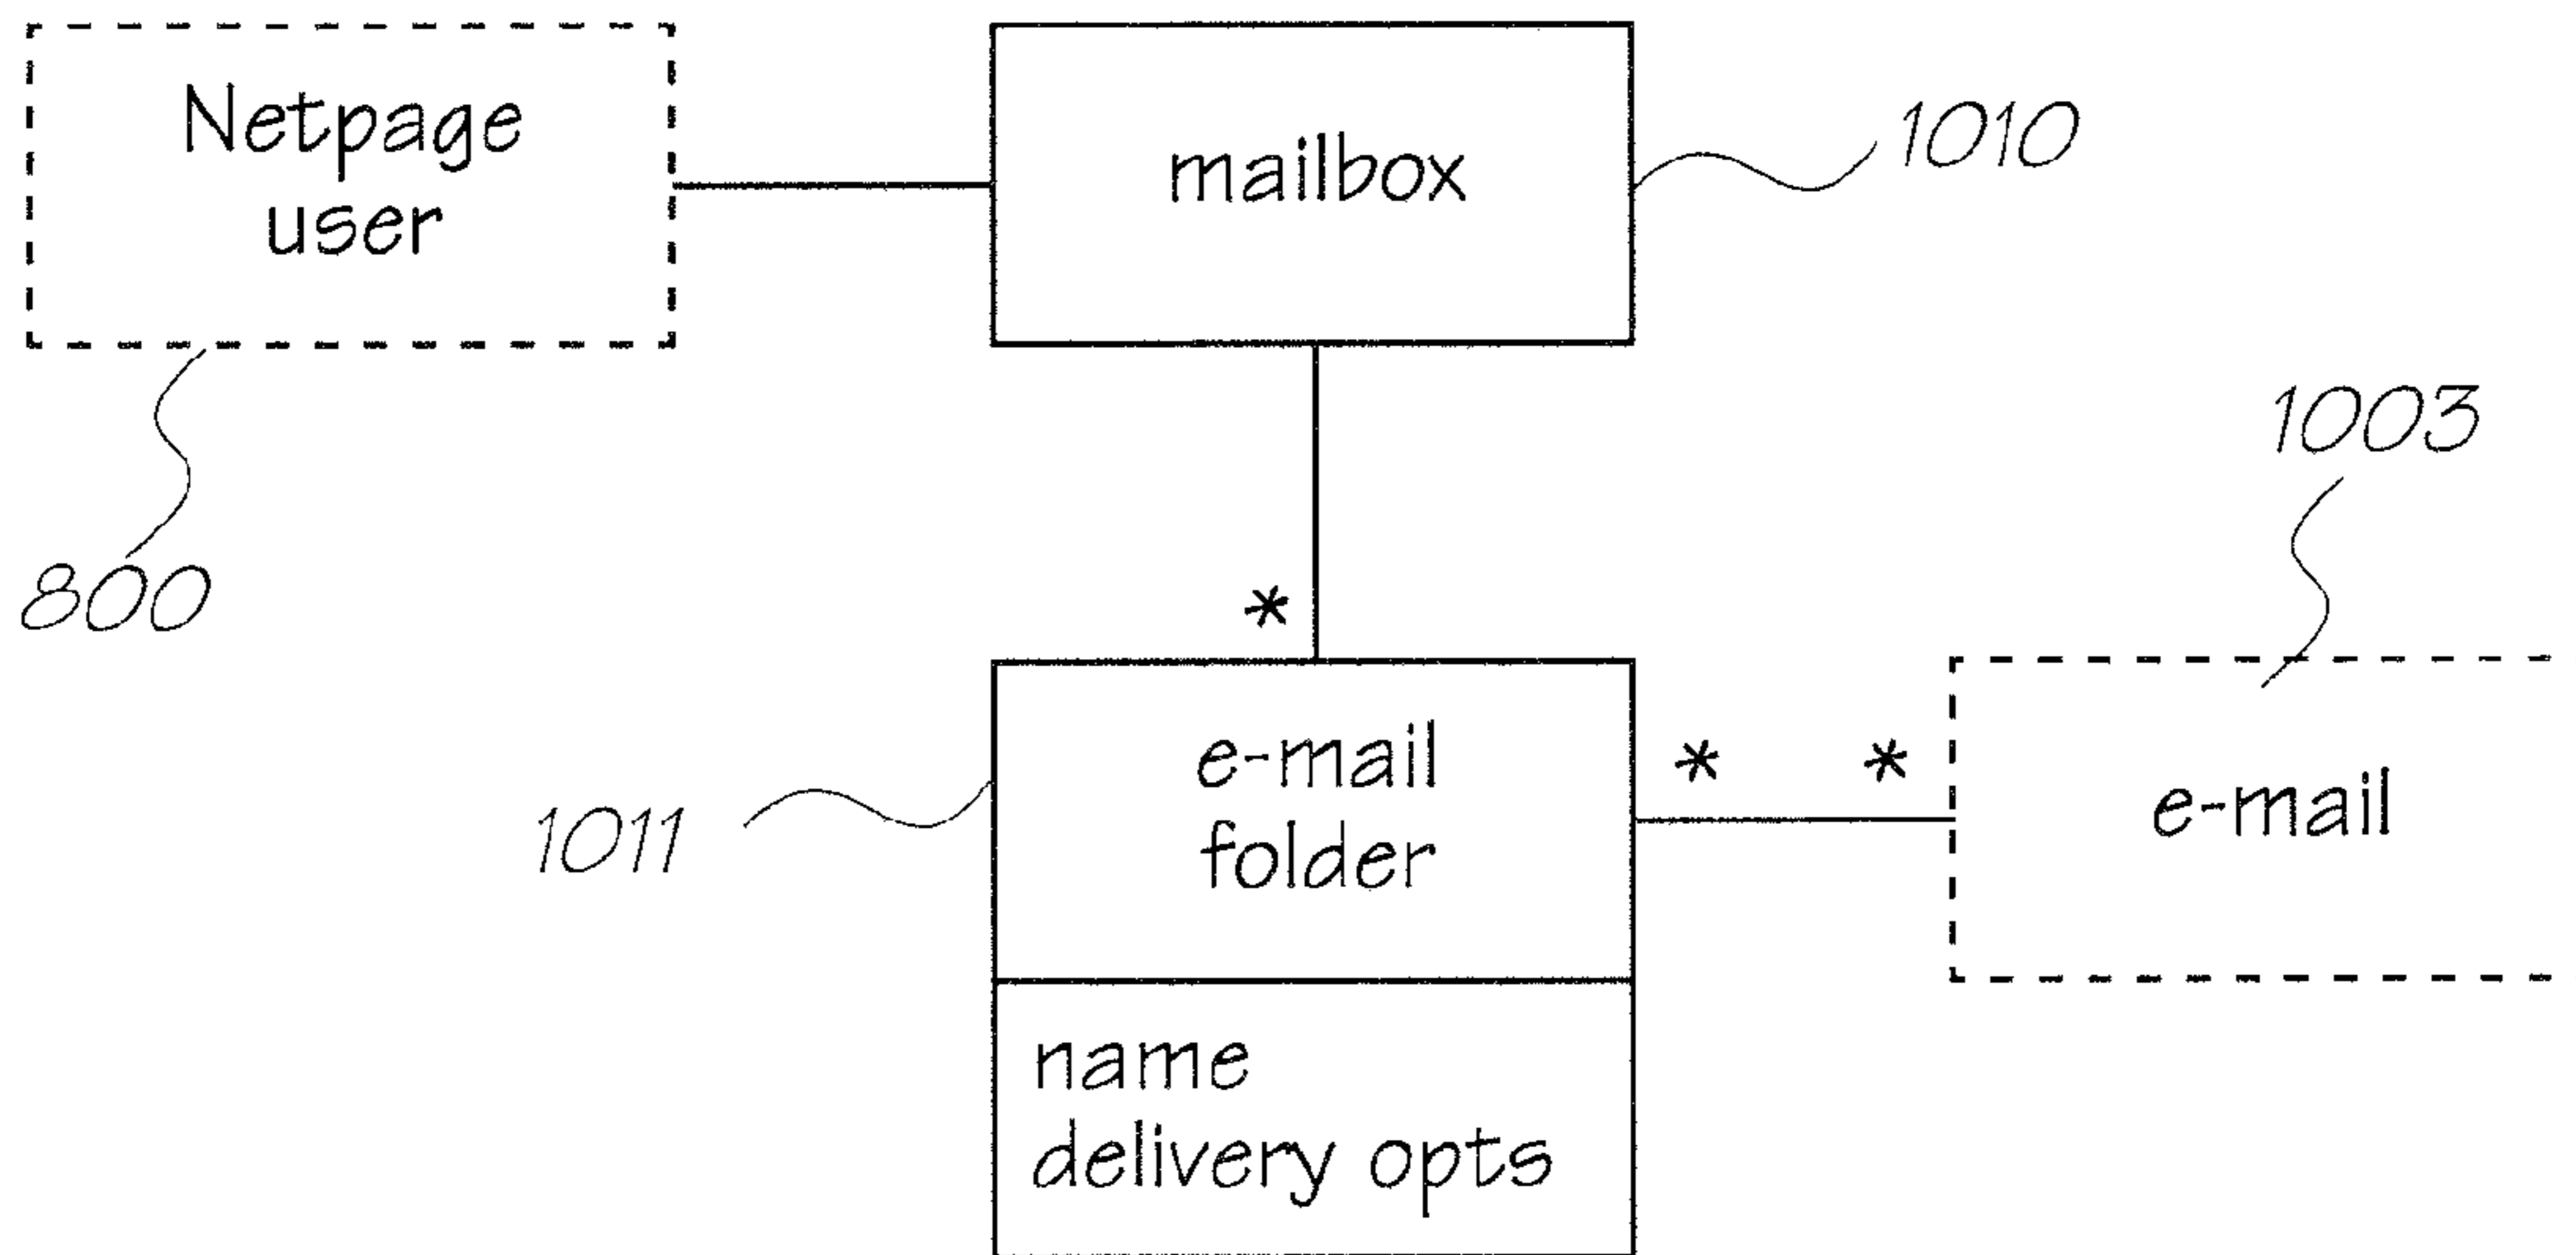 Netpage
user
mailbox
1010
800
1003
*
1011
e-mail
folder
* *
e-mail
name
delivery opts